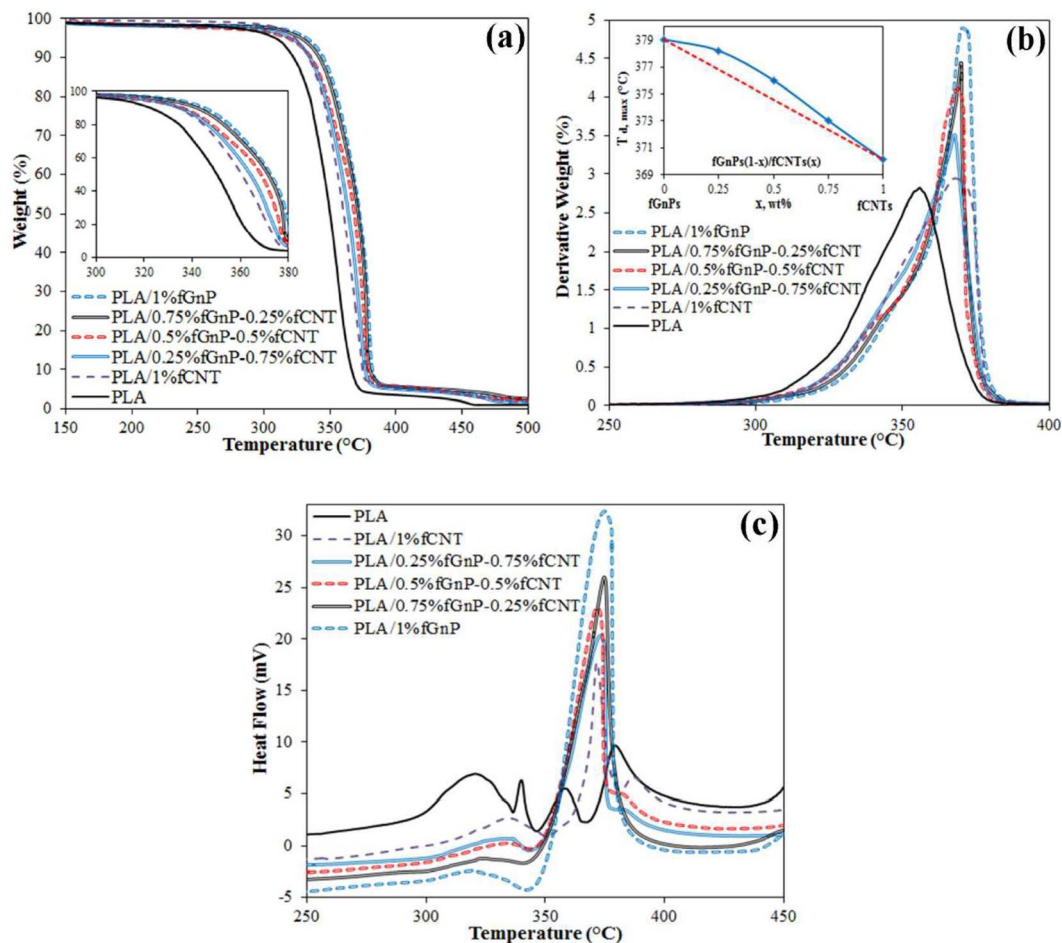 (a)
100
90
80
70
60
50
40
30
20
10
0
Weight (%)
100
80
60
40
20
0
300 320 340 360 380
PLA/1%fGnP
PLA/0.75%fGnP-0.25%fCNT
PLA/0.5%fGnP-0.5%fCNT
PLA/0.25%fGnP-0.75%fCNT
PLA/1%fCNT
PLA
150 200 250 300 350 400 450 500
Temperature (°C)
(b)
5
4.5
4
3.5
3
2.5
2
1.5
1
0.5
0
Derivative Weight (%)
379
377
375
373
371
369
T d, max (°C)
fGnPs(1-x)/fCNTs(x)
0 0.25 0.5 0.75 1
fGnPs x, wt% fCNTs
PLA/1%fGnP
PLA/0.75%fGnP-0.25%fCNT
PLA/0.5%fGnP-0.5%fCNT
PLA/0.25%fGnP-0.75%fCNT
PLA/1%fCNT
PLA
250 300 350 400
Temperature (°C)
(c)
30
25
20
15
10
5
0
-5
Heat Flow (mV)
PLA
PLA/1%fCNT
PLA/0.25%fGnP-0.75%fCNT
PLA/0.5%fGnP-0.5%fCNT
PLA/0.75%fGnP-0.25%fCNT
PLA/1%fGnP
250 300 350 400 450
Temperature (°C)